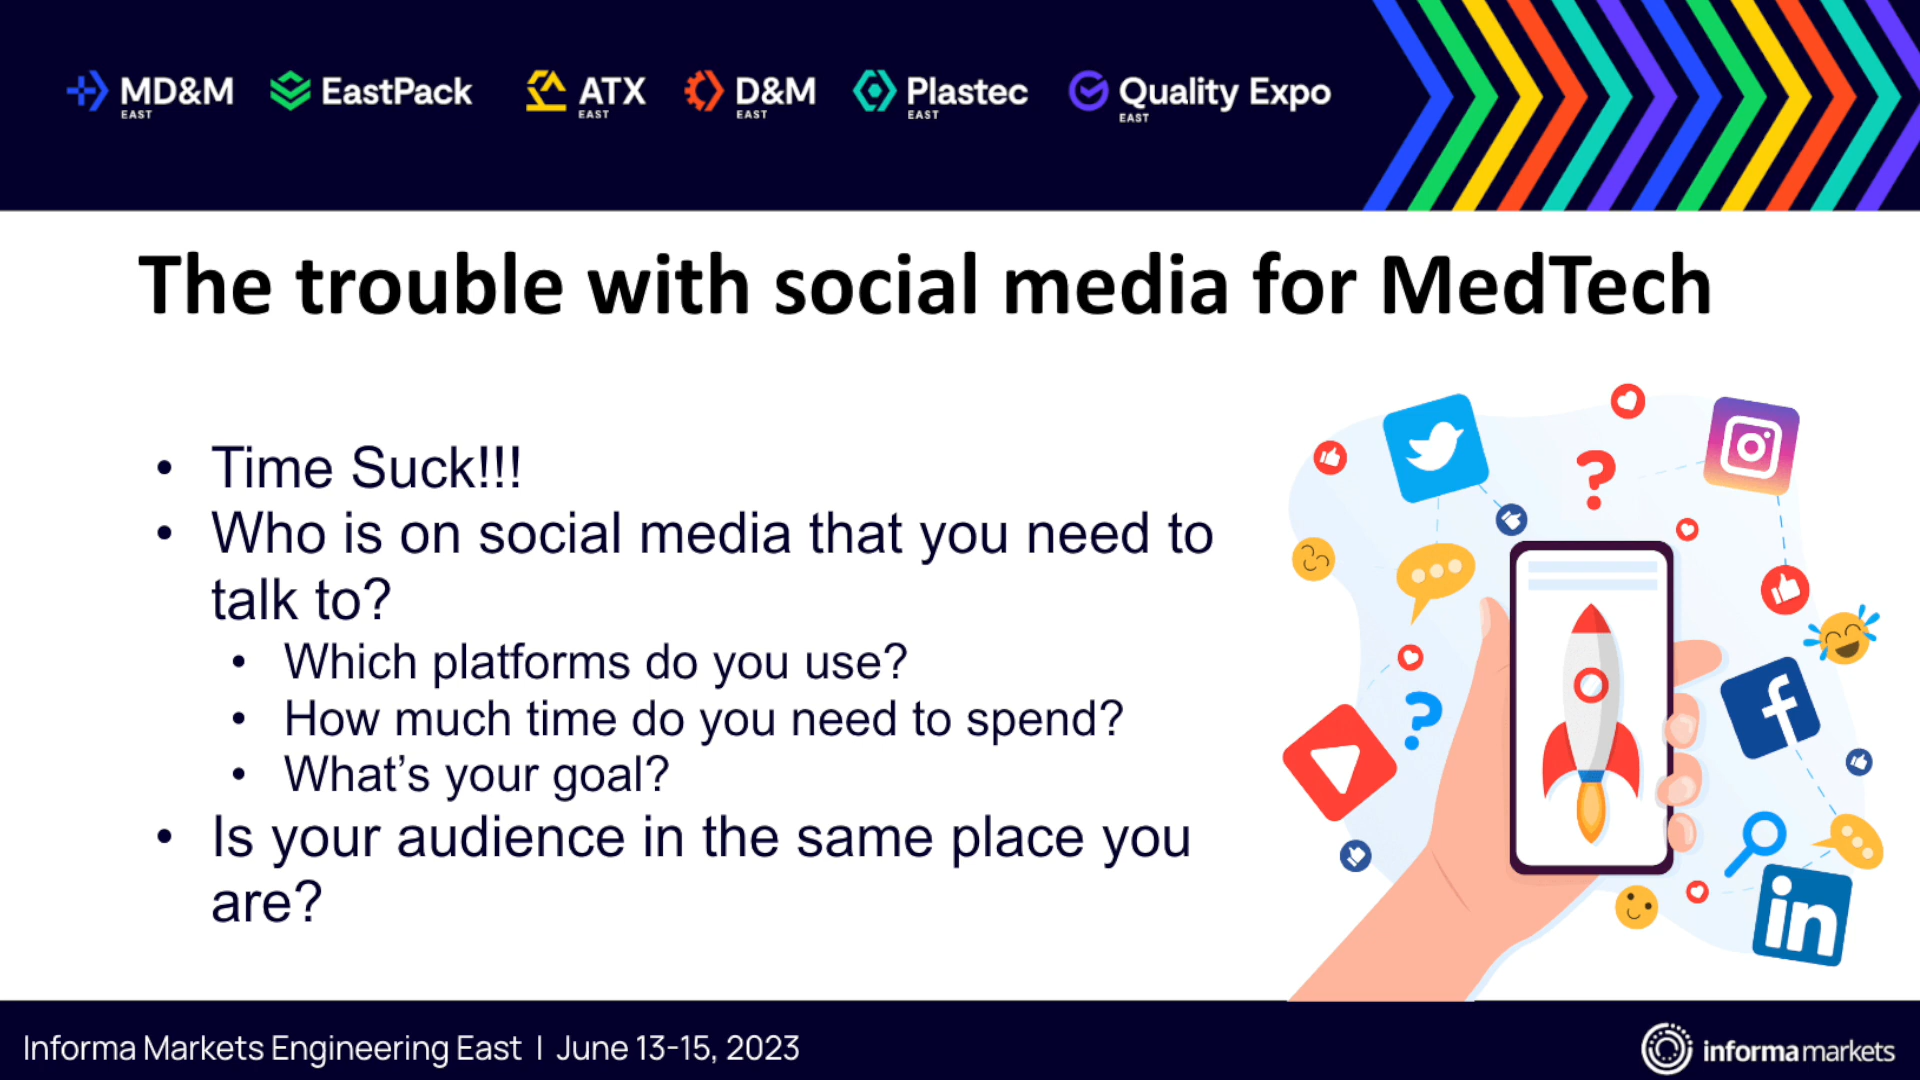 MD&M EastPack ATX D&M Plastec Quality Expo
EAST EAST EAST EAST EAST
The trouble with social media for MedTech
• Time Suck!!!
• Who is on social media that you need to
talk to?
• Which platforms do you use?
• How much time do you need to spend?
• What’s your goal?
• Is your audience in the same place you
are?
?
?
f
in
Informa Markets Engineering East | June 13-15, 2023
informa markets